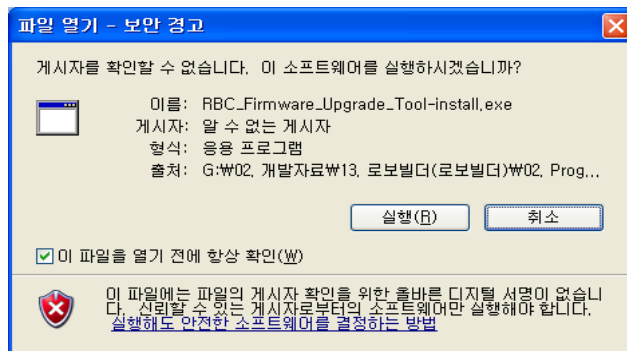 파일 열기 - 보안 경고
게시자를 확인할 수 없습니다. 이 소프트웨어를 실행하시겠습니까?
이름: RBC_Firmware_Upgrade_Tool-install.exe
게시자: 알 수 없는 게시자
형식: 응용 프로그램
출처: G:₩02. 개발자료₩13. 로보빌더(로보빌더)₩02. Prog...
실행(R) 취소
이 파일을 열기 전에 항상 확인(W)
이 파일에는 파일의 게시자 확인을 위한 올바른 디지털 서명이 없습니
다. 신뢰할 수 있는 게시자로부터의 소프트웨어만 실행해야 합니다.
실행해도 안전한 소프트웨어를 결정하는 방법